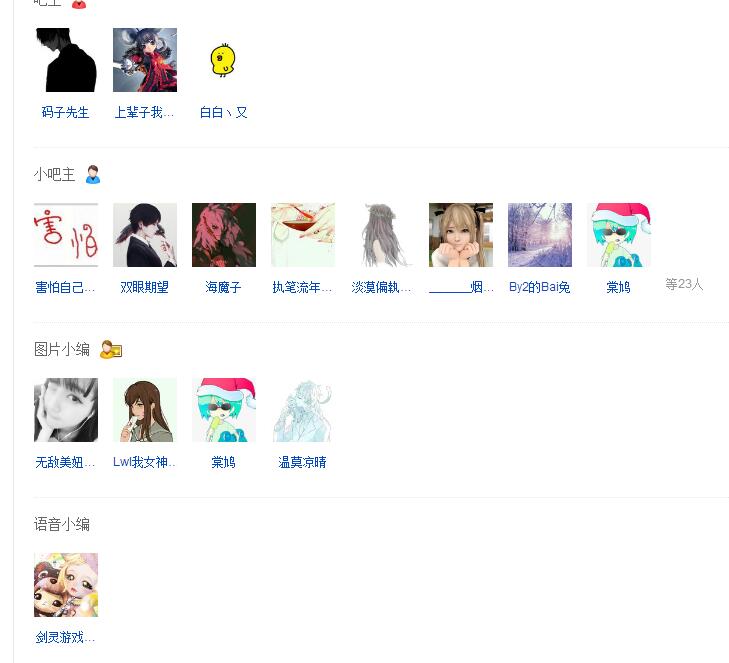 吧主
码子先生
上辈子我...
白白ヽ又
小吧主
害怕
害怕自己...
双眼期望
海魔子
执笔流年...
淡漠偏執...
______烟...
By2的Bai兔
棠鸠
等23人
图片小编
无敌美妞...
Lwl我女神..
棠鸠
温莫凉晴
语音小编
剑灵游戏...